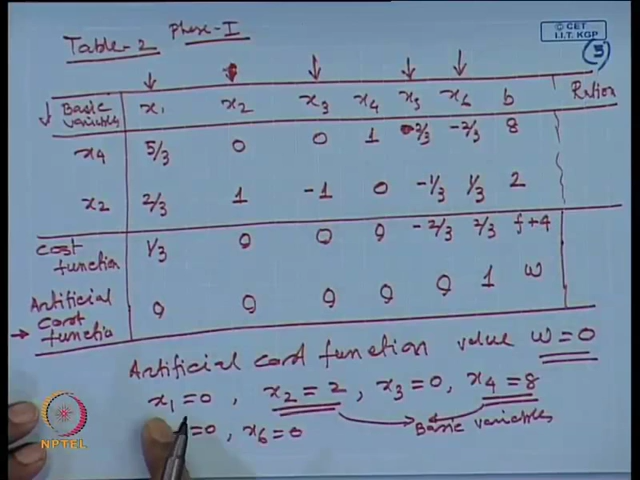 Table-2 Phase-I
© CET
I.I.T. KGP
5
↓ Basic variables x₁ x₂ x₃ x₄ x₅ x₆ b Ratios
x₄ 5/3 0 0 1 2/3 -2/3 8
x₂ 2/3 1 -1 0 -1/3 1/3 2
Cost function 1/3 0 0 0 -2/3 2/3 f+4
Artificial cost function 0 0 0 0 0 1 w
Artificial cost function value w=0
x₁=0, x₂=2, x₃=0, x₄=8
=0, x₆=0 Basic variables
NPTEL